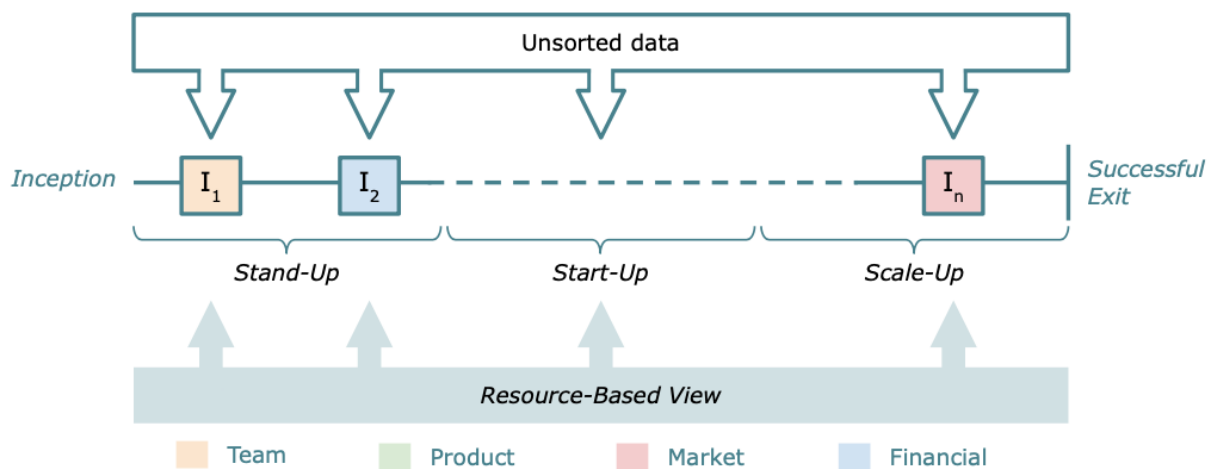 Unsorted data
Inception
I1
I2
In
Successful
Exit
Stand-Up
Start-Up
Scale-Up
Resource-Based View
Team
Product
Market
Financial